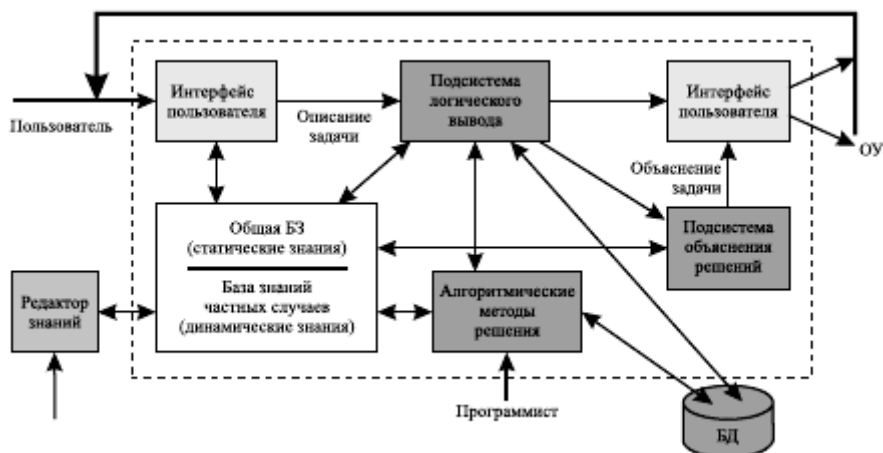 Интерфейс
пользователя
Подсистема
логического
вывода
Интерфейс
пользователя
Пользователь
Описание
задачи
ОУ
Объяснение
задачи
Общая БЗ
(статические знания)
База знаний
частных случаев
(динамические знания)
Подсистема
объяснения
решений
Редактор
знаний
Алгоритмические
методы
решения
Программист
БД